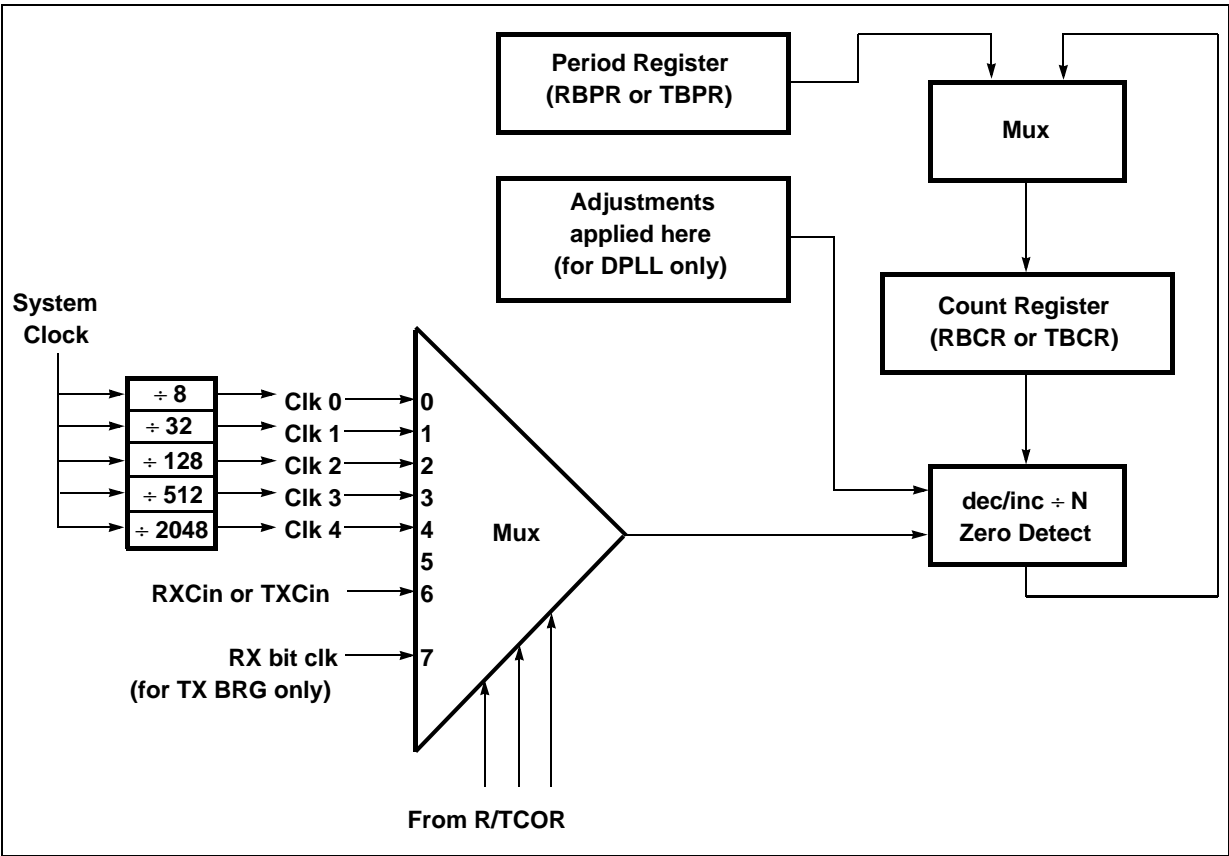 Period Register
(RBPR or TBPR)
Mux
Adjustments
applied here
(for DPLL only)
System
Clock
Count Register
(RBCR or TBCR)
÷ 8
Clk 0
0
÷ 32
Clk 1
1
÷ 128
Clk 2
2
÷ 512
Clk 3
3
÷ 2048
Clk 4
4
Mux
dec/inc ÷ N
Zero Detect
5
RXCin or TXCin
6
RX bit clk
7
(for TX BRG only)
From R/TCOR